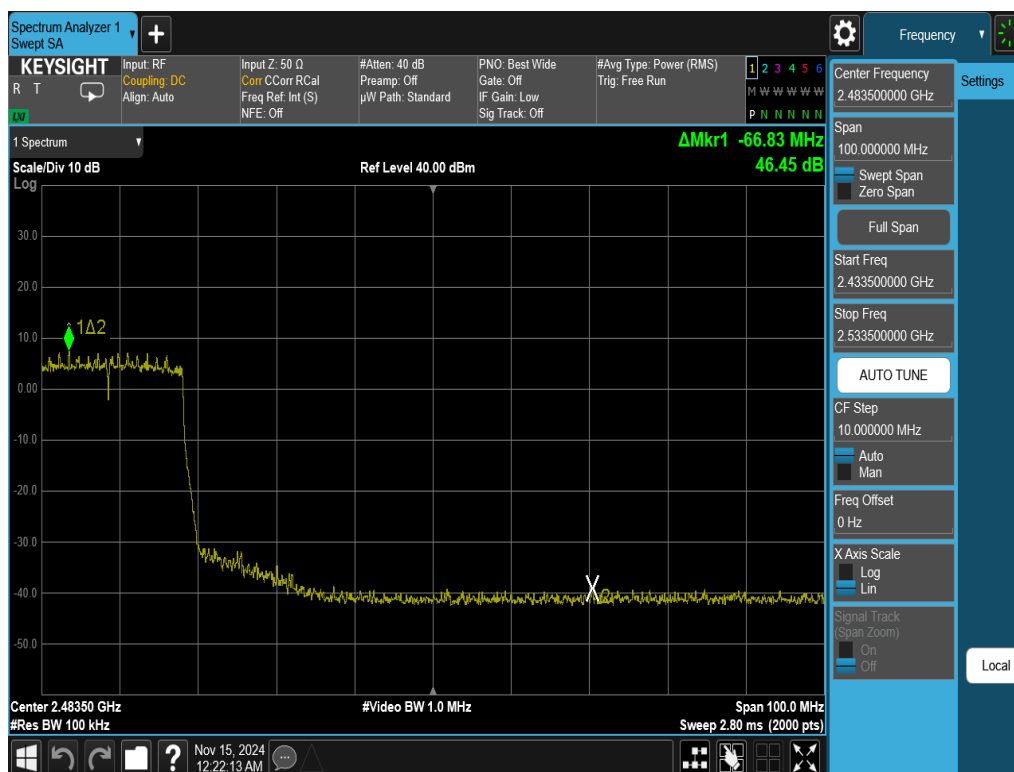 Spectrum Analyzer 1
Swept SA
Frequency
KEYSIGHT
R T
LXI
Input: RF
Coupling: DC
Align: Auto
Input Z: 50 Ω
Corr CCorr RCal
Freq Ref: Int (S)
NFE: Off
#Atten: 40 dB
Preamp: Off
µW Path: Standard
PNO: Best Wide
Gate: Off
IF Gain: Low
Sig Track: Off
#Avg Type: Power (RMS)
Trig: Free Run
1 2 3 4 5 6
M W W W W W
P N N N N N
1 Spectrum
Scale/Div 10 dB
Ref Level 40.00 dBm
ΔMkr1 -66.83 MHz
46.45 dB
Log
30.0
20.0
10.0
0.00
-10.0
-20.0
-30.0
-40.0
-50.0
1Δ2
Center 2.48350 GHz
#Res BW 100 kHz
#Video BW 1.0 MHz
Span 100.0 MHz
Sweep 2.80 ms (2000 pts)
Nov 15, 2024
12:22:13 AM
Center Frequency
2.483500000 GHz
Span
100.000000 MHz
Swept Span
Zero Span
Full Span
Start Freq
2.433500000 GHz
Stop Freq
2.533500000 GHz
AUTO TUNE
CF Step
10.000000 MHz
Auto
Man
Freq Offset
0 Hz
X Axis Scale
Log
Lin
Signal Track
(Span Zoom)
On
Off
Settings
Local